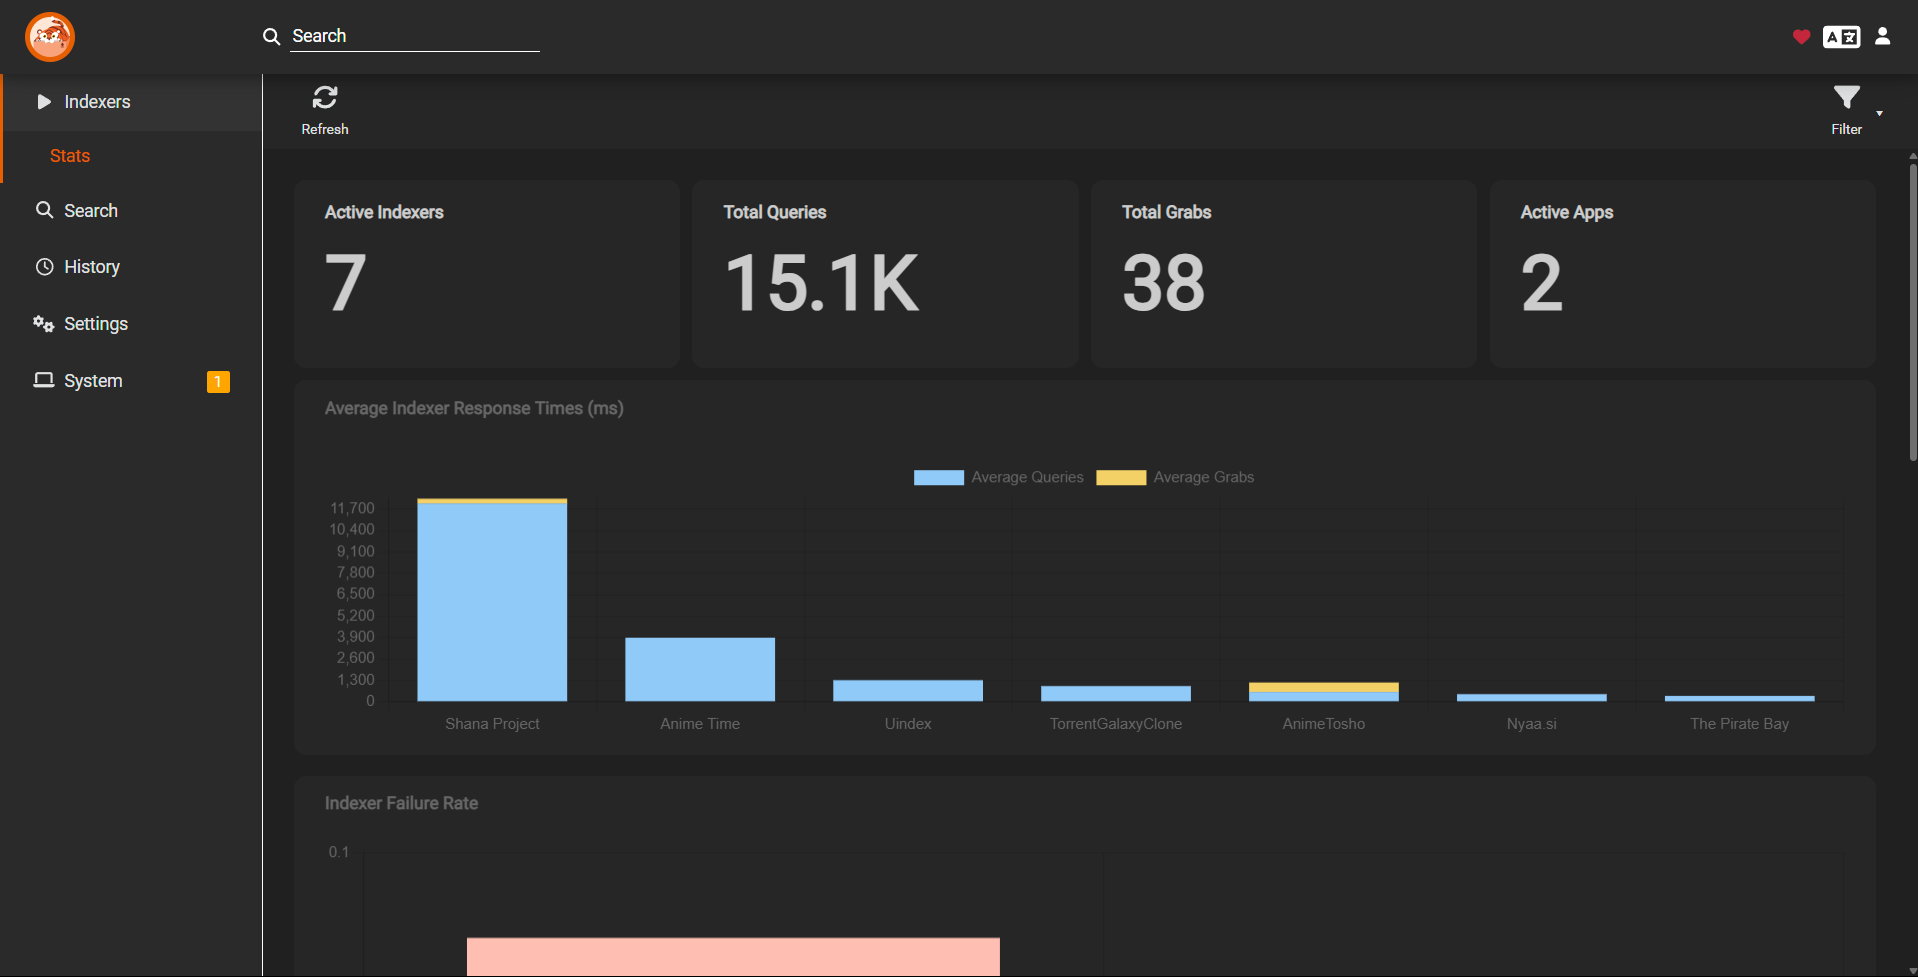 Search
A
Indexers
Stats
Search
History
Settings
System
1
Refresh
Filter
Active Indexers
7
Total Queries
15.1K
Total Grabs
38
Active Apps
2
Average Indexer Response Times (ms)
Average Queries
Average Grabs
11,700
10,400
9,100
7,800
6,500
5,200
3,900
2,600
1,300
0
Shana Project
Anime Time
Uindex
TorrentGalaxyClone
AnimeTosho
Nyaa.si
The Pirate Bay
Indexer Failure Rate
0.1